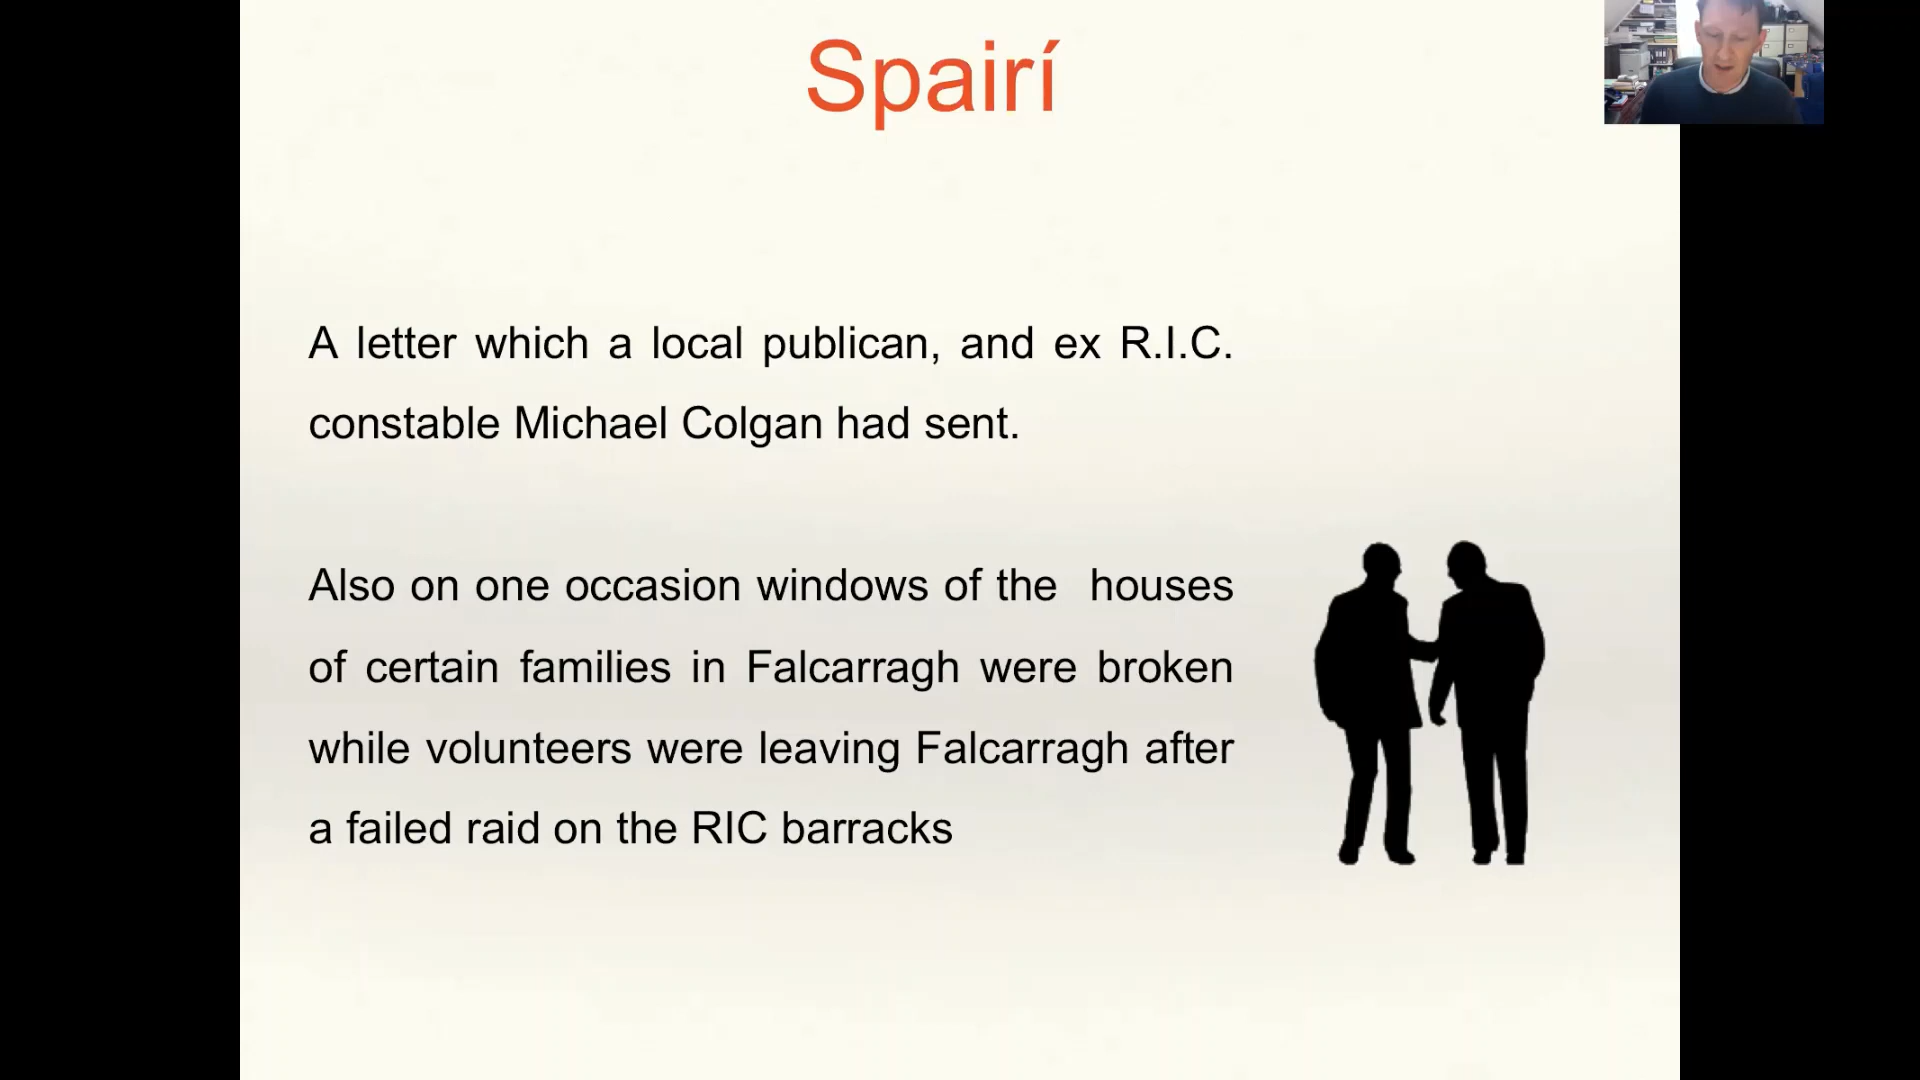 Spairí
A letter which a local publican, and ex R.I.C.
constable Michael Colgan had sent.
Also on one occasion windows of the  houses
of certain families in Falcarragh were broken
while volunteers were leaving Falcarragh after
a failed raid on the RIC barracks